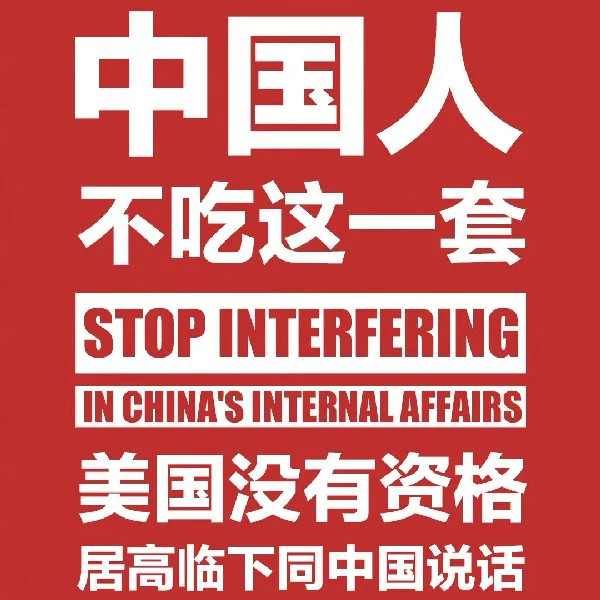 中国人
不吃这一套
STOP INTERFERING
IN CHINA'S INTERNAL AFFAIRS
美国没有资格
居高临下同中国说话